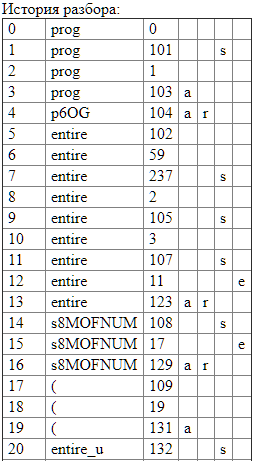 История разбора:
0 prog 0
1 prog 101 s
2 prog 1
3 prog 103 a
4 p6OG 104 a r
5 entire 102
6 entire 59
7 entire 237 s
8 entire 2
9 entire 105 s
10 entire 3
11 entire 107 s
12 entire 11 e
13 entire 123 a r
14 s8MOFNUM 108 s
15 s8MOFNUM 17 e
16 s8MOFNUM 129 a r
17 ( 109
18 ( 19
19 ( 131 a
20 entire_u 132 s